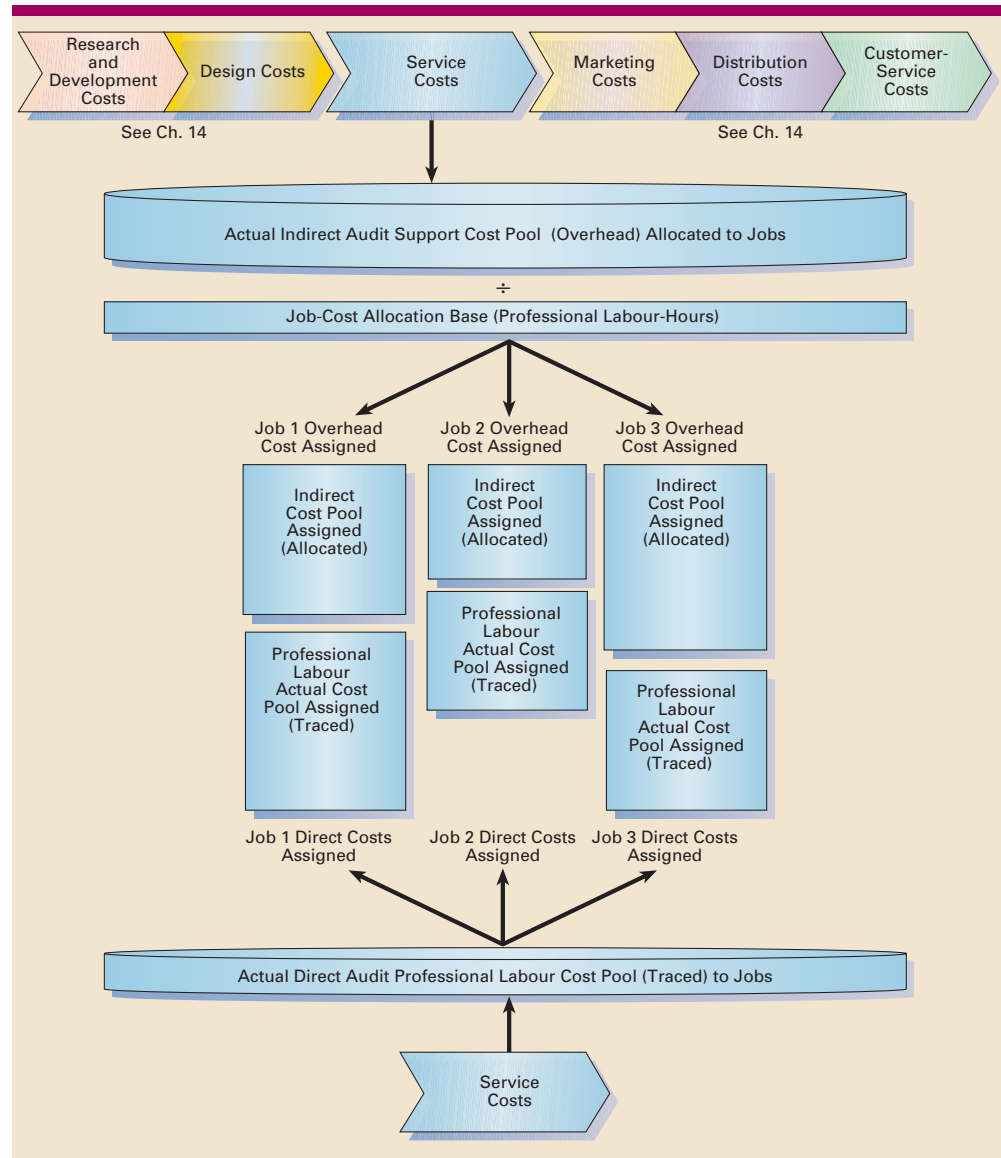 Research
and
Development
Costs
Design Costs
Service
Costs
Marketing
Costs
Distribution
Costs
Customer-
Service
Costs
See Ch. 14
See Ch. 14
Actual Indirect Audit Support Cost Pool (Overhead) Allocated to Jobs
÷
Job-Cost Allocation Base (Professional Labour-Hours)
Job 1 Overhead
Cost Assigned
Job 2 Overhead
Cost Assigned
Job 3 Overhead
Cost Assigned
Indirect
Cost Pool
Assigned
(Allocated)
Indirect
Cost Pool
Assigned
(Allocated)
Indirect
Cost Pool
Assigned
(Allocated)
Professional
Labour
Actual Cost
Pool Assigned
(Traced)
Professional
Labour
Actual Cost
Pool Assigned
(Traced)
Professional
Labour
Actual Cost
Pool Assigned
(Traced)
Job 1 Direct Costs
Assigned
Job 2 Direct Costs
Assigned
Job 3 Direct Costs
Assigned
Actual Direct Audit Professional Labour Cost Pool (Traced) to Jobs
Service
Costs